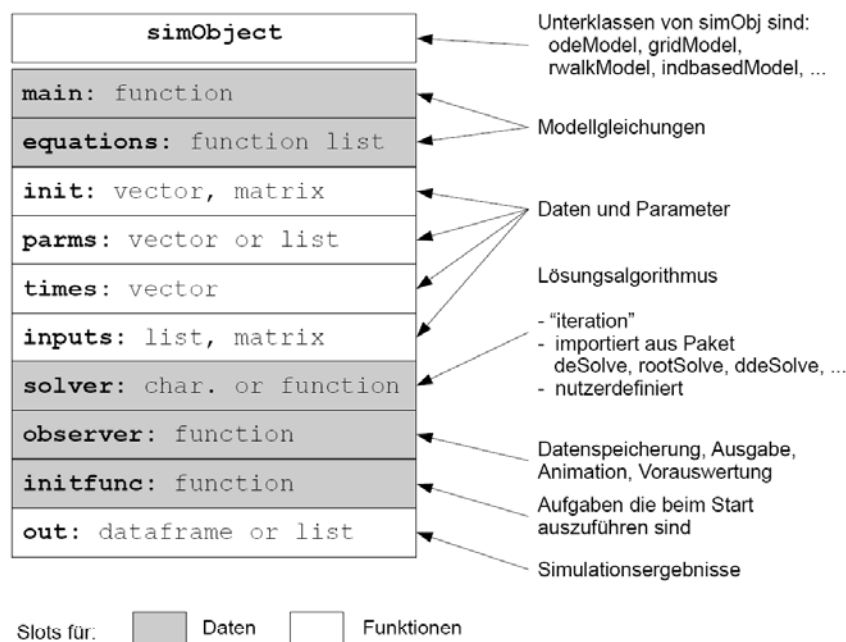 simObject
main: function
equations: function list
init: vector, matrix
parms: vector or list
times: vector
inputs: list, matrix
solver: char. or function
observer: function
initfunc: function
out: dataframe or list
Unterklassen von simObj sind:
odeModel, gridModel,
rwalkModel, indbasedModel, ...
Modellgleichungen
Daten und Parameter
Lösungsalgorithmus
- “iteration”
- importiert aus Paket
deSolve, rootSolve, ddeSolve, ...
- nutzerdefiniert
Datenspeicherung, Ausgabe,
Animation, Vorauswertung
Aufgaben die beim Start
auszuführen sind
Simulationsergebnisse
Slots für: Daten Funktionen